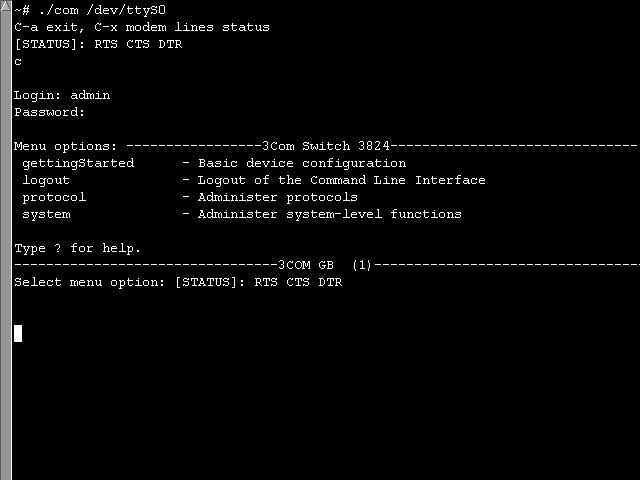 ~# ./com /dev/ttyS0
C-a exit, C-x modem lines status
[STATUS]: RTS CTS DTR
c
Login: admin
Password:
Menu options: -----------------3Com Switch 3824-------------------------------
gettingStarted      - Basic device configuration
logout              - Logout of the Command Line Interface
protocol            - Administer protocols
system              - Administer system-level functions
Type ? for help.
---------------------------------3COM GB  (1)---------------------------------
Select menu option: [STATUS]: RTS CTS DTR